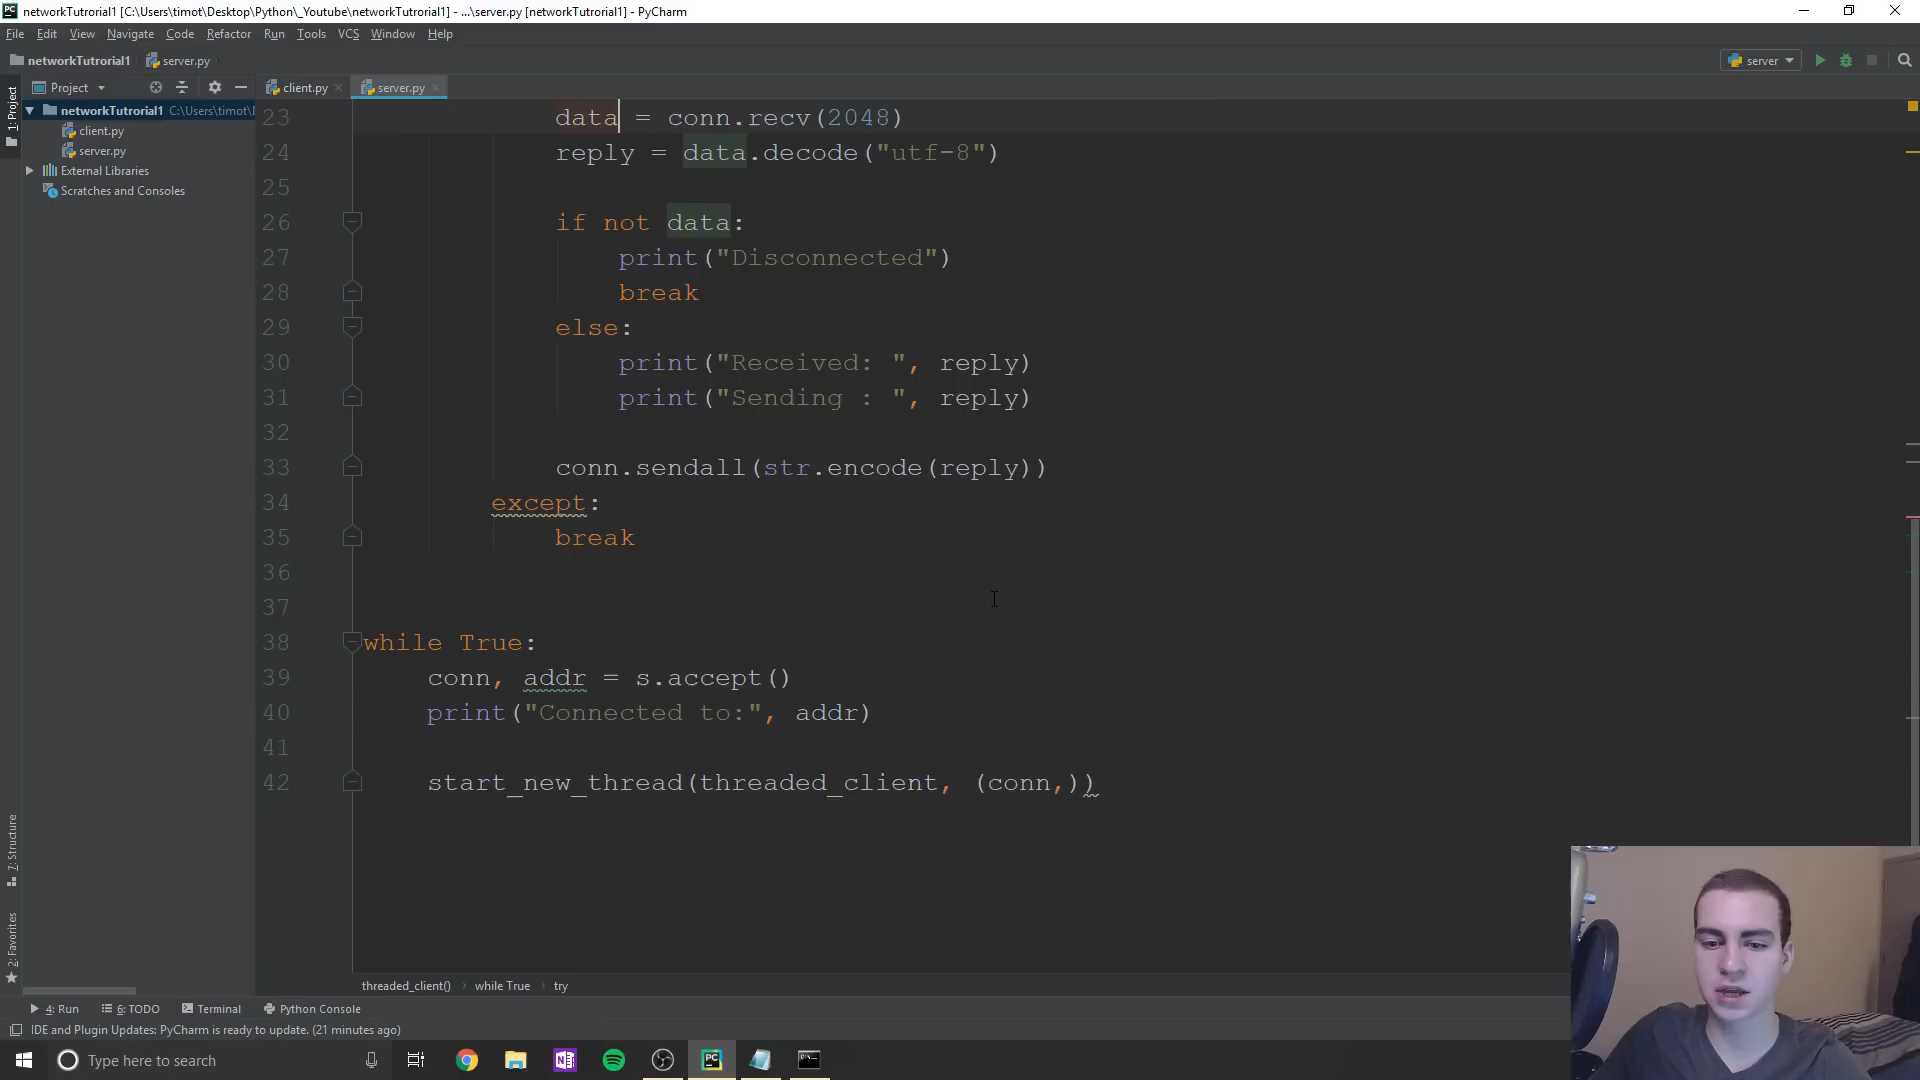 networkTutrorial1 [C:\Users\timot\Desktop\Python\_Youtube\networkTutrorial1] - ...\server.py [networkTutrorial1] - PyCharm
File Edit View Navigate Code Refactor Run Tools VCS Window Help
networkTutrorial1 server.py server
1: Project Project client.py server.py
networkTutrorial1 C:\Users\timot\D
client.py
server.py
External Libraries
Scratches and Consoles
23 data = conn.recv(2048)
24 reply = data.decode("utf-8")
25
26 if not data:
27 print("Disconnected")
28 break
29 else:
30 print("Received: ", reply)
31 print("Sending : ", reply)
32
33 conn.sendall(str.encode(reply))
34 except:
35 break
36
37
38 while True:
39 conn, addr = s.accept()
40 print("Connected to:", addr)
41
42 start_new_thread(threaded_client, (conn,))
7: Structure
2: Favorites
threaded_client() › while True › try
4: Run 6: TODO Terminal Python Console
IDE and Plugin Updates: PyCharm is ready to update. (21 minutes ago)
Type here to search